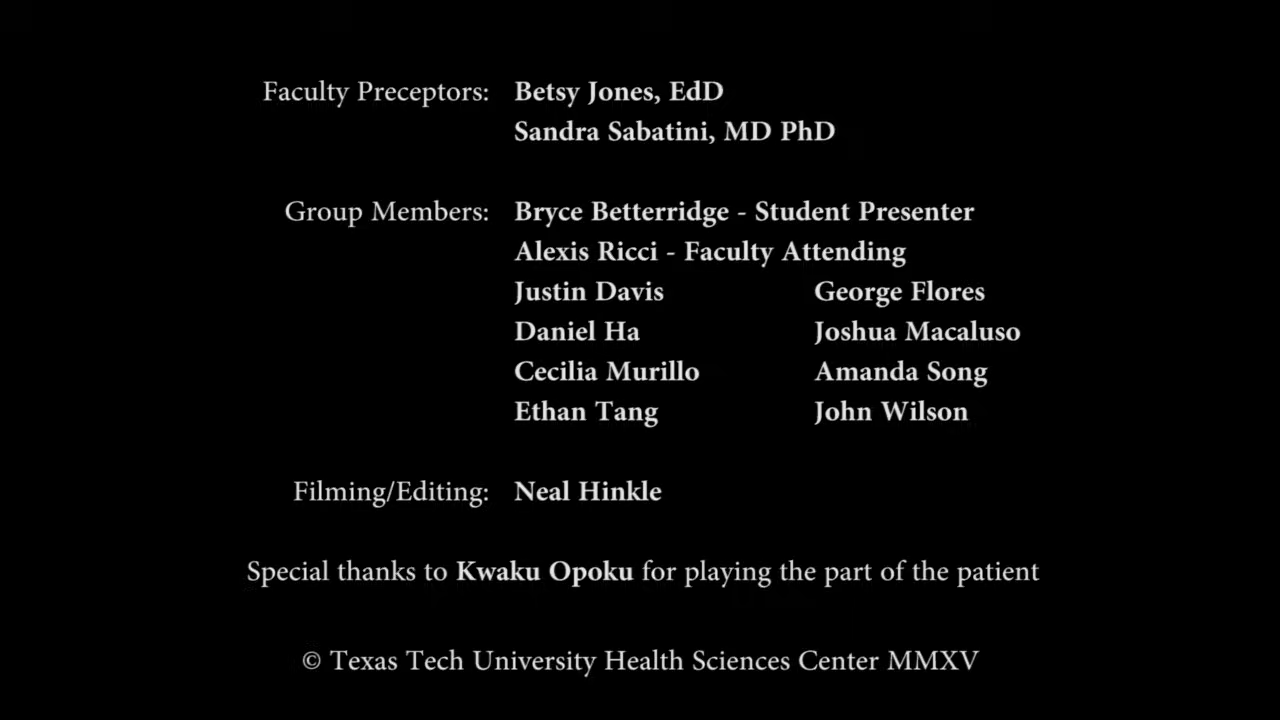 Faculty Preceptors: Betsy Jones, EdD
Sandra Sabatini, MD PhD
Group Members: Bryce Betterridge - Student Presenter
Alexis Ricci - Faculty Attending
Justin Davis George Flores
Daniel Ha Joshua Macaluso
Cecilia Murillo Amanda Song
Ethan Tang John Wilson
Filming/Editing: Neal Hinkle
Special thanks to Kwaku Opoku for playing the part of the patient
© Texas Tech University Health Sciences Center MMXV